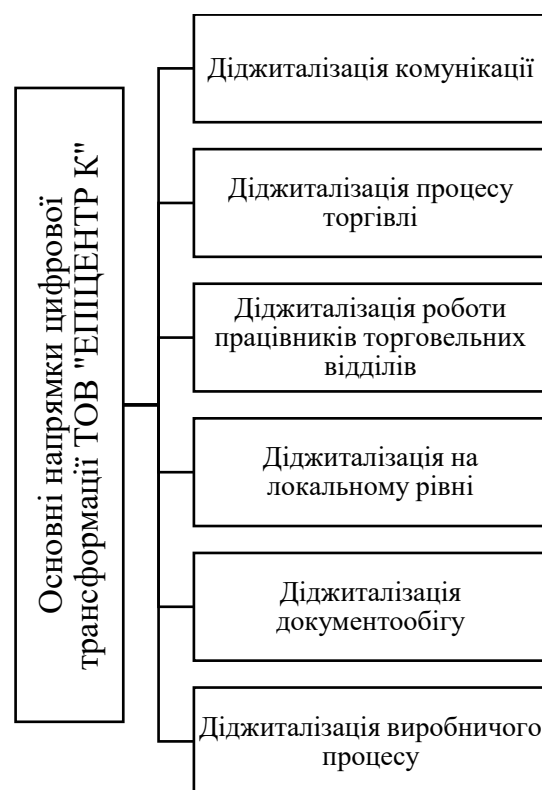 Основні напрямки цифрової
трансформації ТОВ "ЕПІЦЕНТР К"
Діджиталізація комунікації
Діджиталізація процесу
торгівлі
Діджиталізація роботи
працівників торговельних
відділів
Діджиталізація на
локальному рівні
Діджиталізація
документообігу
Діджиталізація виробничого
процесу